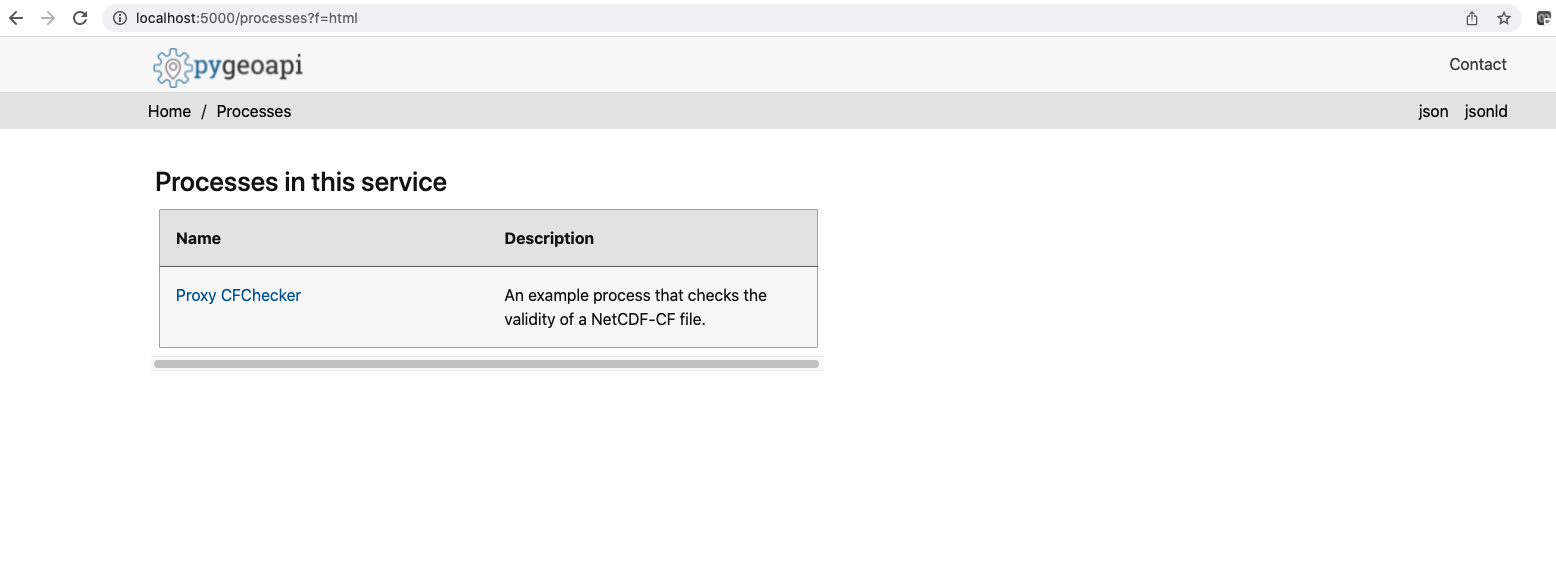 localhost:5000/processes?f=html
pygeoapi
Contact
Home / Processes
json jsonld
Processes in this service
Name Description
Proxy CFChecker An example process that checks the
validity of a NetCDF-CF file.